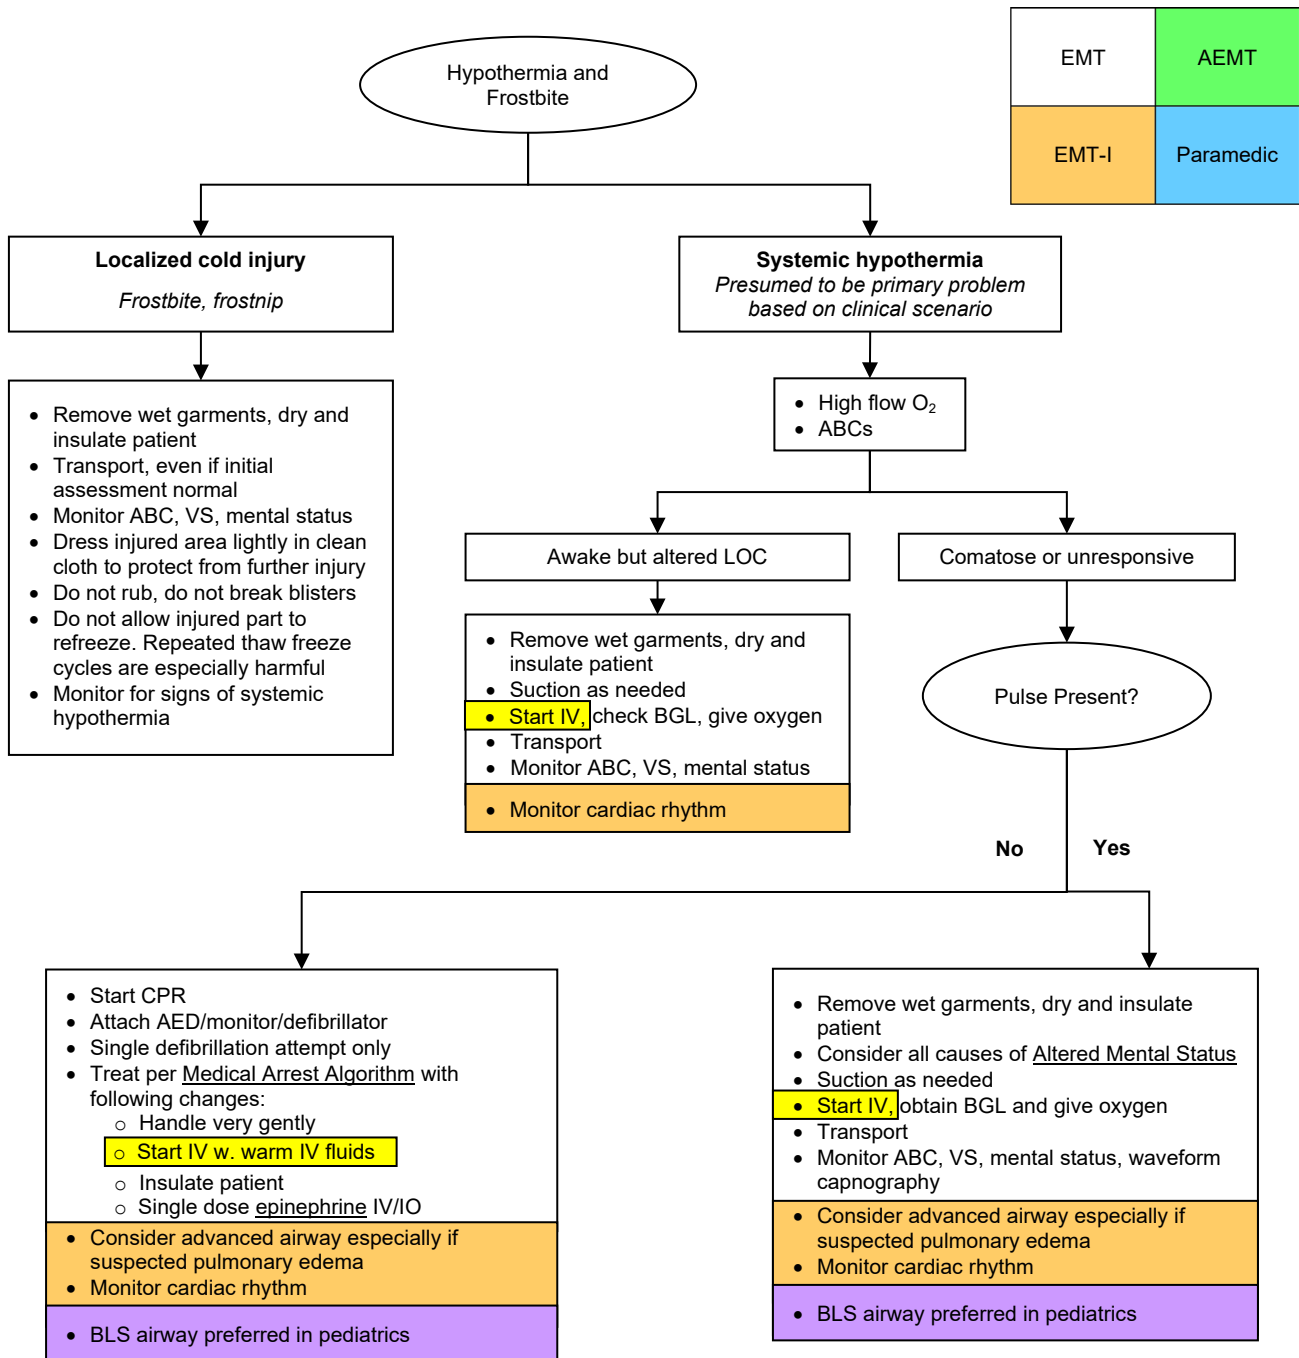 Hypothermia and
Frostbite
EMT
AEMT
EMT-I
Paramedic
Localized cold injury
Frostbite, frostnip
Systemic hypothermia
Presumed to be primary problem
based on clinical scenario
• Remove wet garments, dry and
insulate patient
• Transport, even if initial
assessment normal
• Monitor ABC, VS, mental status
• Dress injured area lightly in clean
cloth to protect from further injury
• Do not rub, do not break blisters
• Do not allow injured part to
refreeze. Repeated thaw freeze
cycles are especially harmful
• Monitor for signs of systemic
hypothermia
• High flow O₂
• ABCs
Awake but altered LOC
Comatose or unresponsive
• Remove wet garments, dry and
insulate patient
• Suction as needed
• Start IV, check BGL, give oxygen
• Transport
• Monitor ABC, VS, mental status
• Monitor cardiac rhythm
Pulse Present?
No
Yes
• Start CPR
• Attach AED/monitor/defibrillator
• Single defibrillation attempt only
• Treat per Medical Arrest Algorithm with
following changes:
o Handle very gently
o Start IV w. warm IV fluids
o Insulate patient
o Single dose epinephrine IV/IO
• Consider advanced airway especially if
suspected pulmonary edema
• Monitor cardiac rhythm
• BLS airway preferred in pediatrics
• Remove wet garments, dry and insulate
patient
• Consider all causes of Altered Mental Status
• Suction as needed
• Start IV, obtain BGL and give oxygen
• Transport
• Monitor ABC, VS, mental status, waveform
capnography
• Consider advanced airway especially if
suspected pulmonary edema
• Monitor cardiac rhythm
• BLS airway preferred in pediatrics